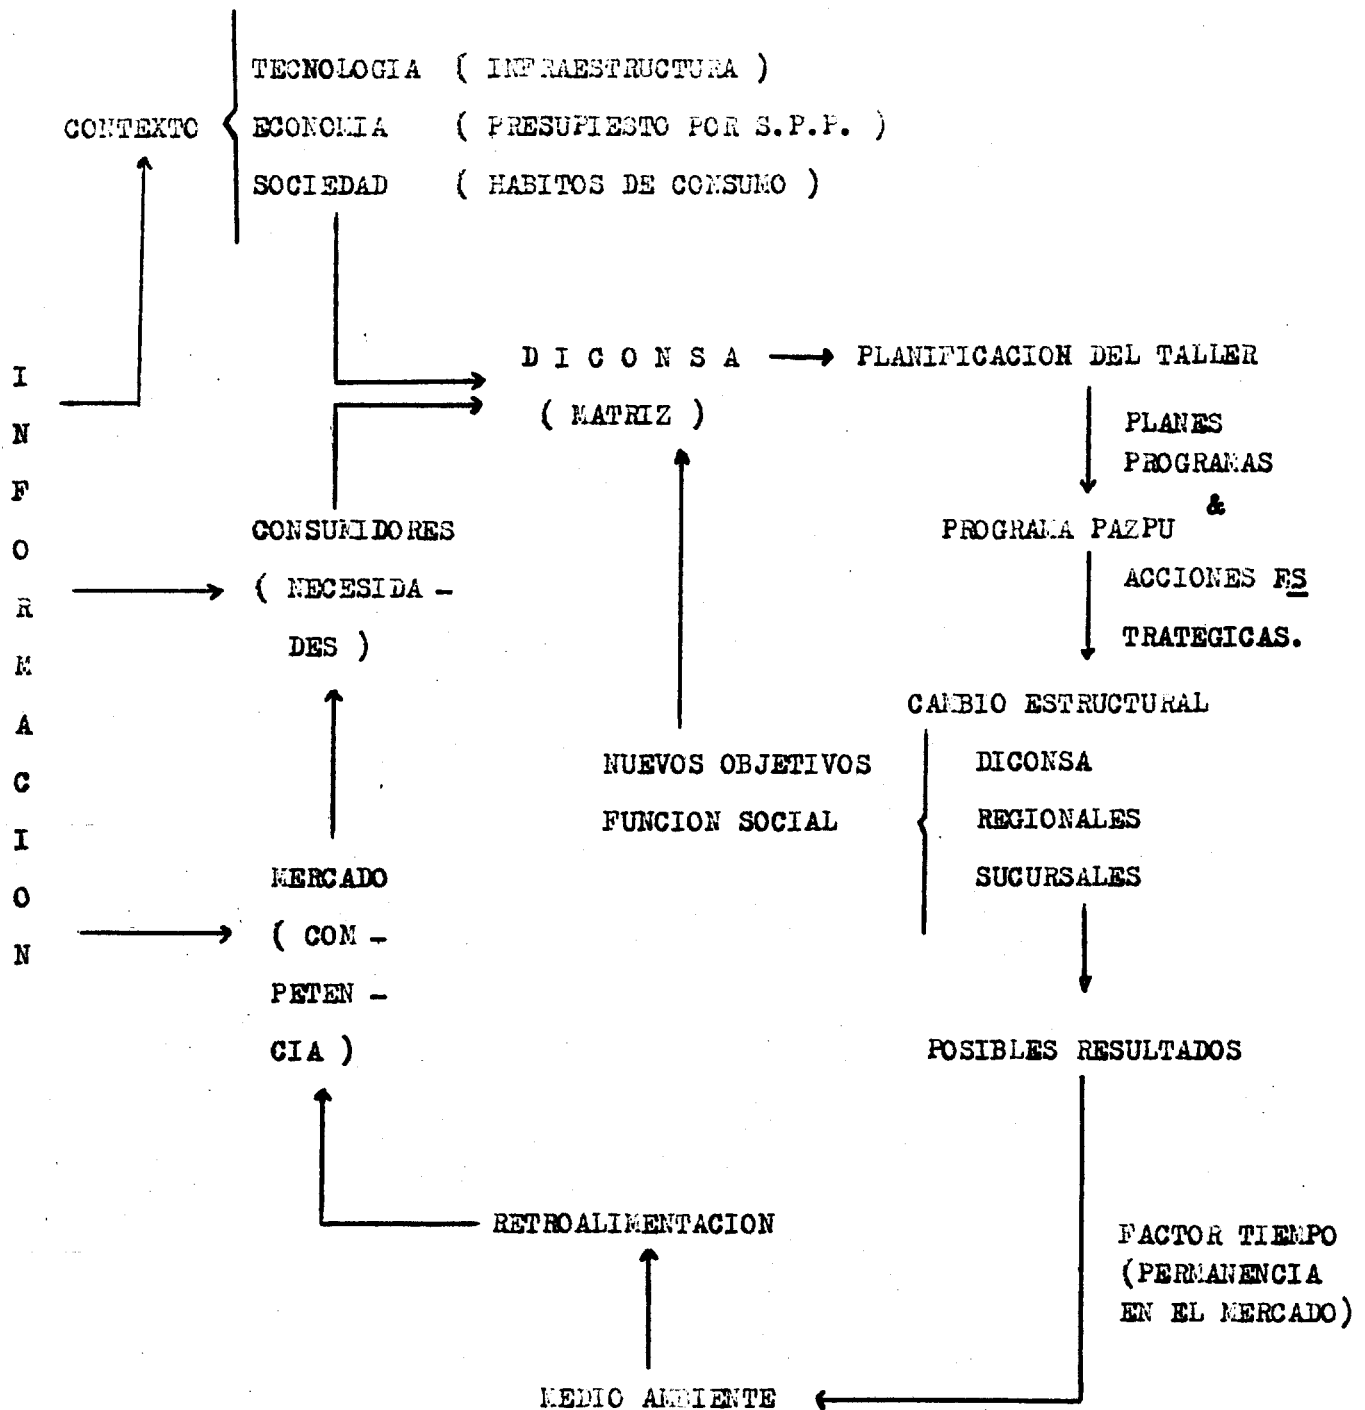 TECNOLOGIA ( INFRAESTRUCTURA )
CONTEXTO ECONOMIA ( PRESUPIESTO POR S.P.P. )
SOCIEDAD ( HABITOS DE CONSUMO )
INFORMACION
D I C O N S A PLANIFICACION DEL TALLER
( MATRIZ )
PLANES
PROGRAMAS
&
PROGRAMA PAZPU
ACCIONES ES
TRATEGICAS.
CONSUMIDORES
( NECESIDA -
DES )
CAMBIO ESTRUCTURAL
NUEVOS OBJETIVOS
FUNCION SOCIAL
DICONSA
REGIONALES
SUCURSALES
MERCADO
( COM -
PETEN -
CIA )
POSIBLES RESULTADOS
RETROALIMENTACION
FACTOR TIEMPO
(PERMANENCIA
EN EL MERCADO)
MEDIO AMBIENTE